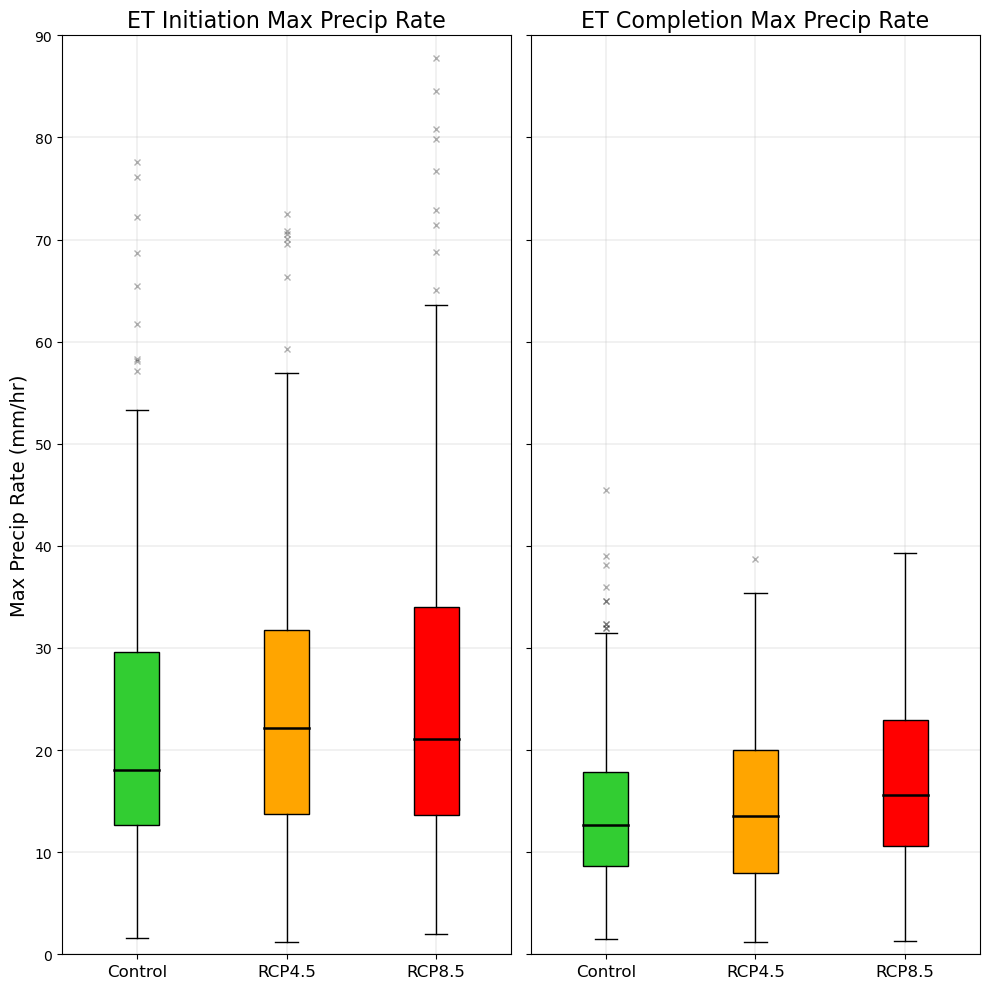 ET Initiation Max Precip Rate
ET Completion Max Precip Rate
Max Precip Rate (mm/hr)
90
80
70
60
50
40
30
20
10
0
Control RCP4.5 RCP8.5
Control RCP4.5 RCP8.5